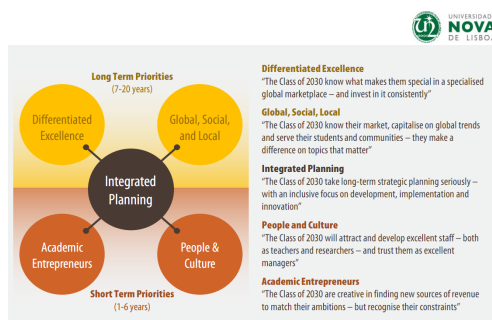 UNIVERSIDADE
NOVA
DE LISBOA
Long Term Priorities
(7-20 years)
Differentiated
Excellence
Global, Social,
and Local
Integrated
Planning
Academic
Entrepreneurs
People &
Culture
Short Term Priorities
(1-6 years)
Differentiated Excellence
“The Class of 2030 know what makes them special in a specialised
global marketplace – and invest in it consistently”
Global, Social, Local
“The Class of 2030 know their market, capitalise on global trends
and serve their students and communities – they make a
difference on topics that matter”
Integrated Planning
“The Class of 2030 take long-term strategic planning seriously –
with an inclusive focus on development, implementation and
innovation”
People and Culture
“The Class of 2030 will attract and develop excellent staff – both
as teachers and researchers – and trust them as excellent
managers”
Academic Entrepreneurs
“The Class of 2030 are creative in finding new sources of revenue
to match their ambitions – but recognise their constraints”